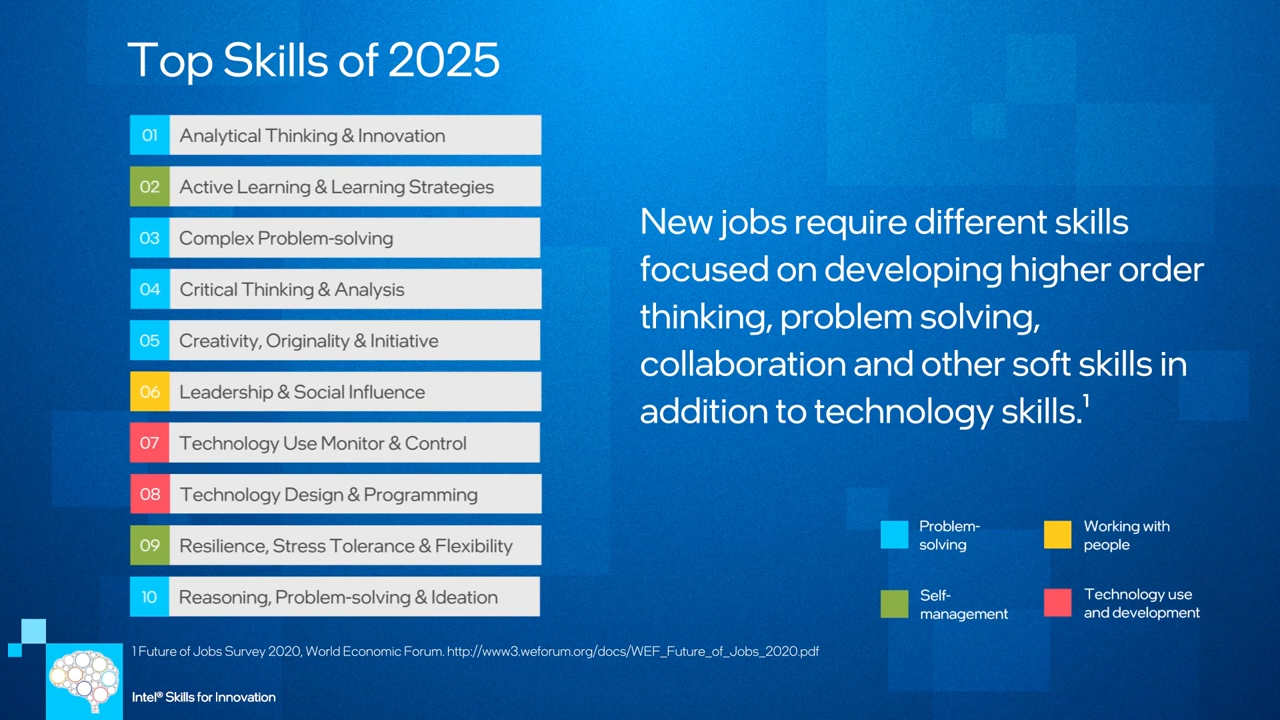 Top Skills of 2025
01 Analytical Thinking & Innovation
02 Active Learning & Learning Strategies
03 Complex Problem-solving
04 Critical Thinking & Analysis
05 Creativity, Originality & Initiative
06 Leadership & Social Influence
07 Technology Use Monitor & Control
08 Technology Design & Programming
09 Resilience, Stress Tolerance & Flexibility
10 Reasoning, Problem-solving & Ideation
New jobs require different skills
focused on developing higher order
thinking, problem solving,
collaboration and other soft skills in
addition to technology skills.¹
Problem-
solving
Working with
people
Self-
management
Technology use
and development
1 Future of Jobs Survey 2020, World Economic Forum. http://www3.weforum.org/docs/WEF_Future_of_Jobs_2020.pdf
Intel® Skills for Innovation